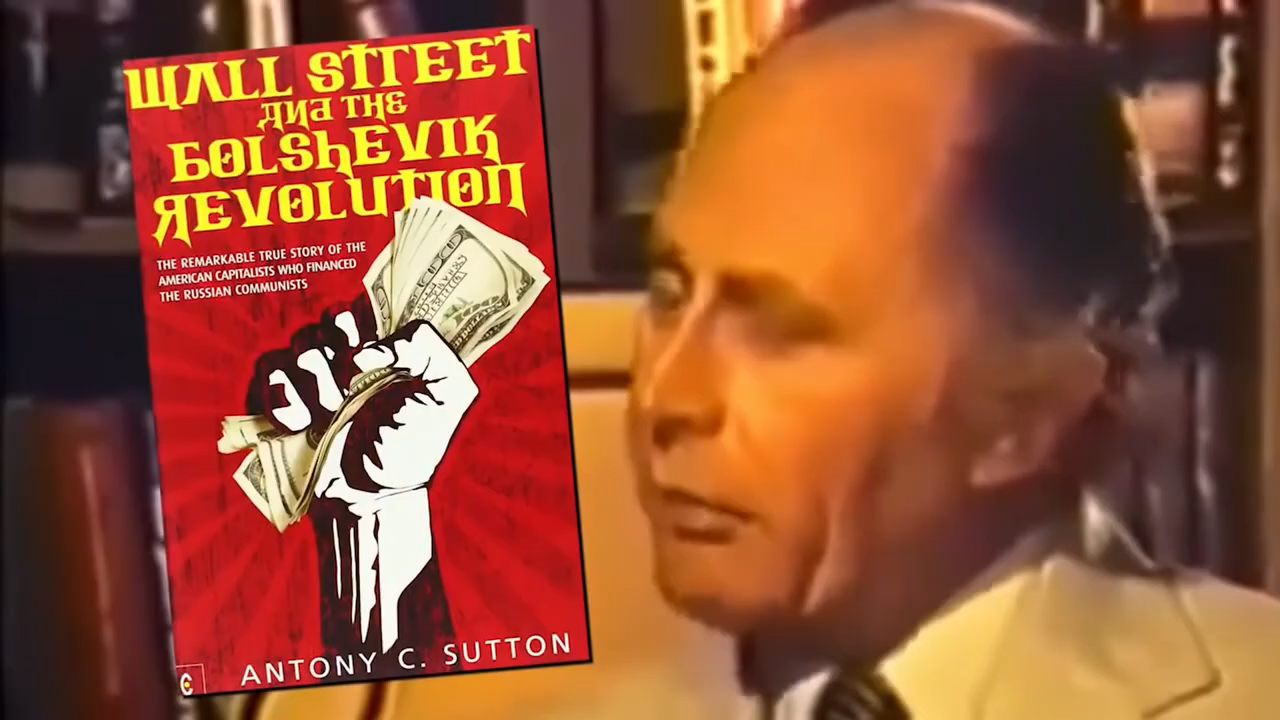 WALL STREET
AND THE
BOLSHEVIK
REVOLUTION
THE REMARKABLE TRUE STORY OF THE
AMERICAN CAPITALISTS WHO FINANCED
THE RUSSIAN COMMUNISTS
ANTONY C. SUTTON